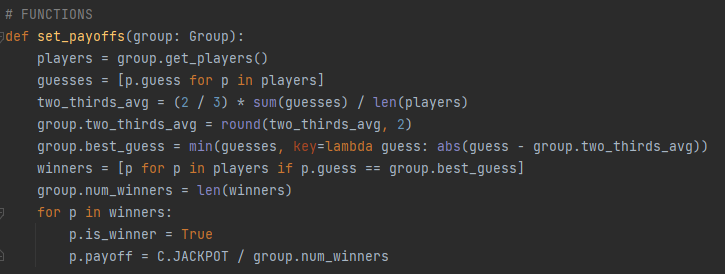 # FUNCTIONS
def set_payoffs(group: Group):
    players = group.get_players()
    guesses = [p.guess for p in players]
    two_thirds_avg = (2 / 3) * sum(guesses) / len(players)
    group.two_thirds_avg = round(two_thirds_avg, 2)
    group.best_guess = min(guesses, key=lambda guess: abs(guess - group.two_thirds_avg))
    winners = [p for p in players if p.guess == group.best_guess]
    group.num_winners = len(winners)
    for p in winners:
        p.is_winner = True
        p.payoff = C.JACKPOT / group.num_winners